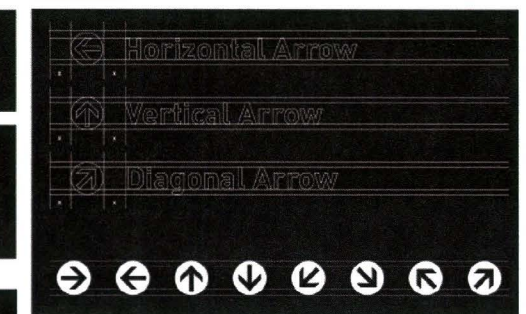 Horizontal Arrow
x x
Vertical Arrow
x x
Diagonal Arrow
x x